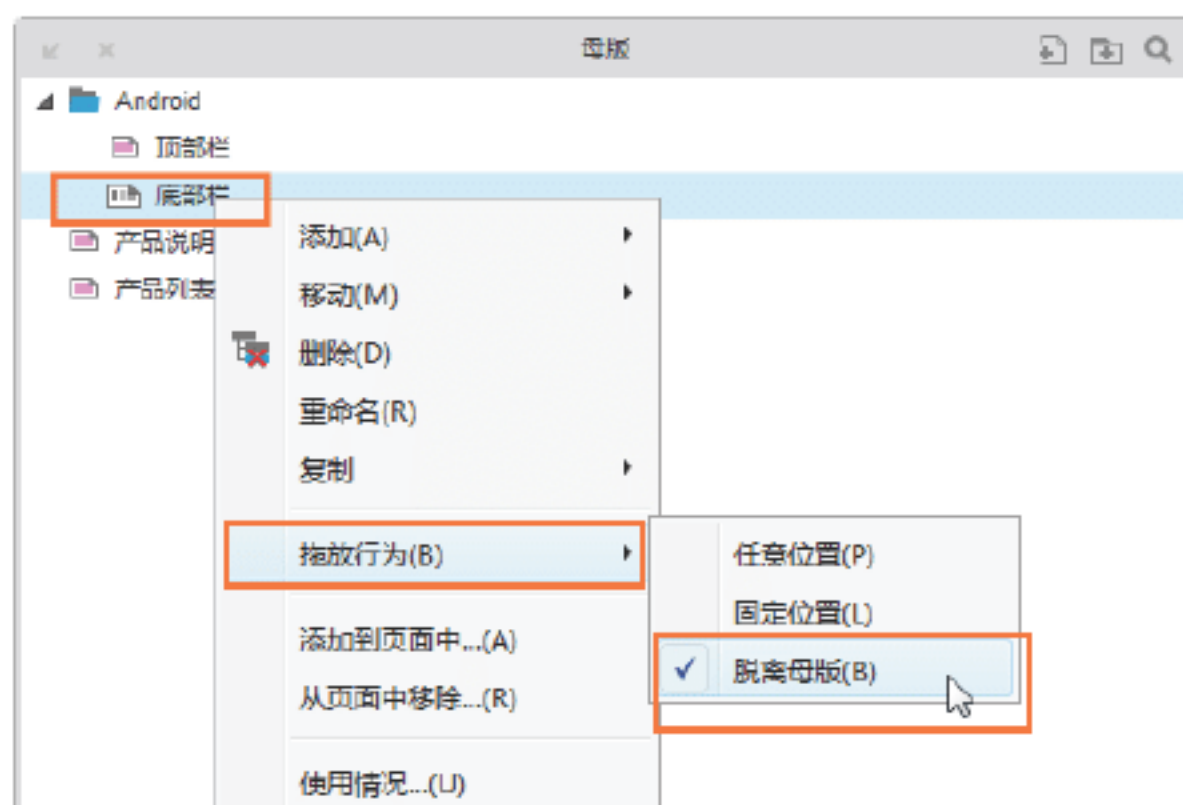 母版
Android
顶部栏
底部栏
产品说明
产品列表
添加(A)
移动(M)
删除(D)
重命名(R)
复制
拖放行为(B)
任意位置(P)
固定位置(L)
脱离母版(B)
添加到页面中...(A)
从页面中移除...(R)
使用情况...(U)